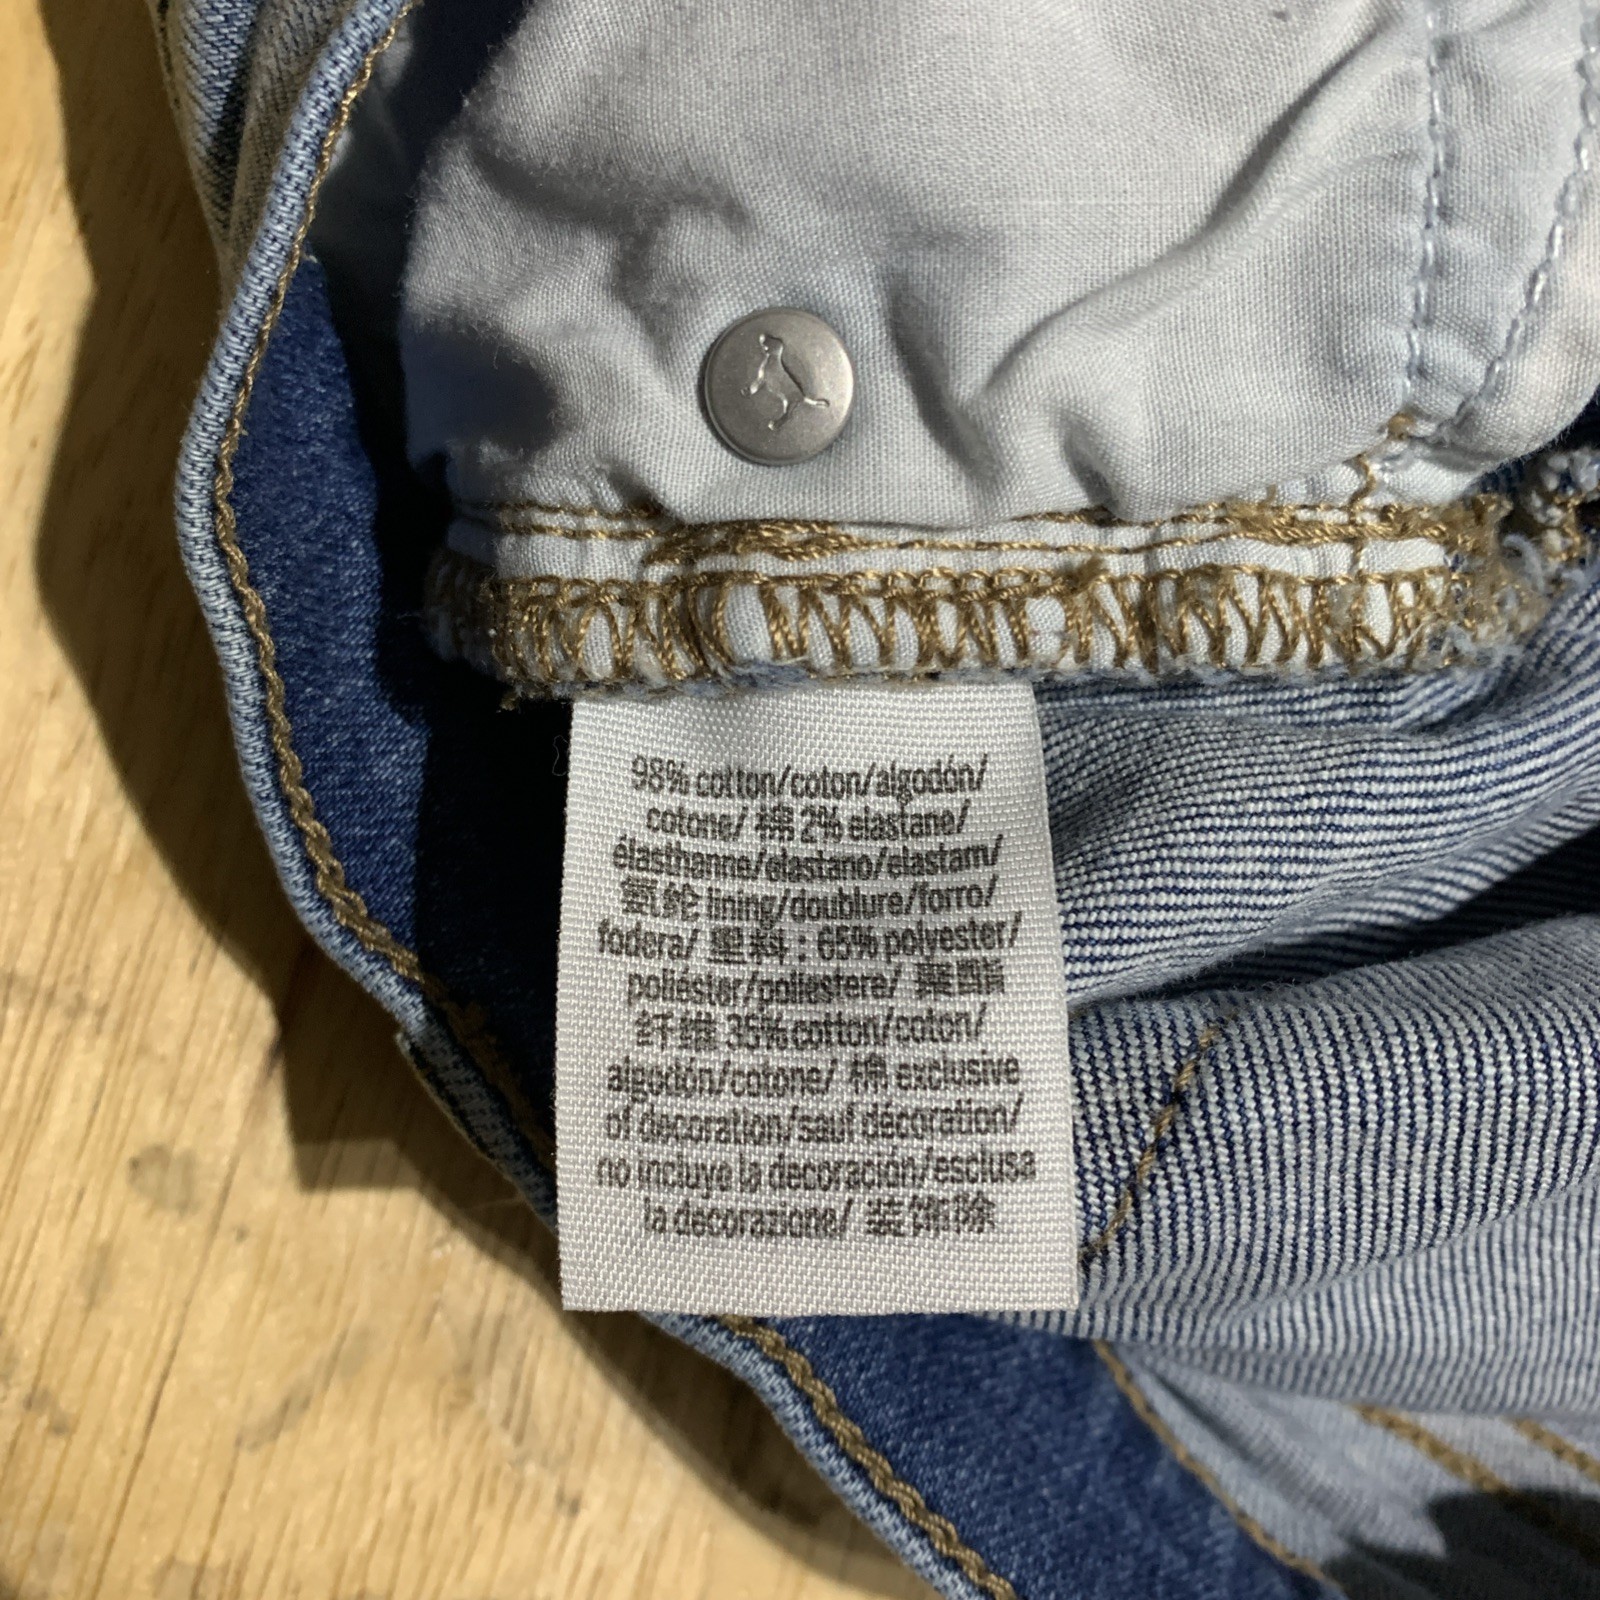 98% cotton/coton/algodón/
cotone/ 棉 2% elastane/
élasthanne/elastano/elastam/
氨纶 lining/doublure/forro/
fodera/ 里料 : 65% polyester/
poliéster/poliestere/ 聚酯
纤维 35% cotton/coton/
algodón/cotone/ 棉 exclusive
of decoration/sauf décoration/
no incluye la decoración/esclusa
la decorazione/ 装饰除